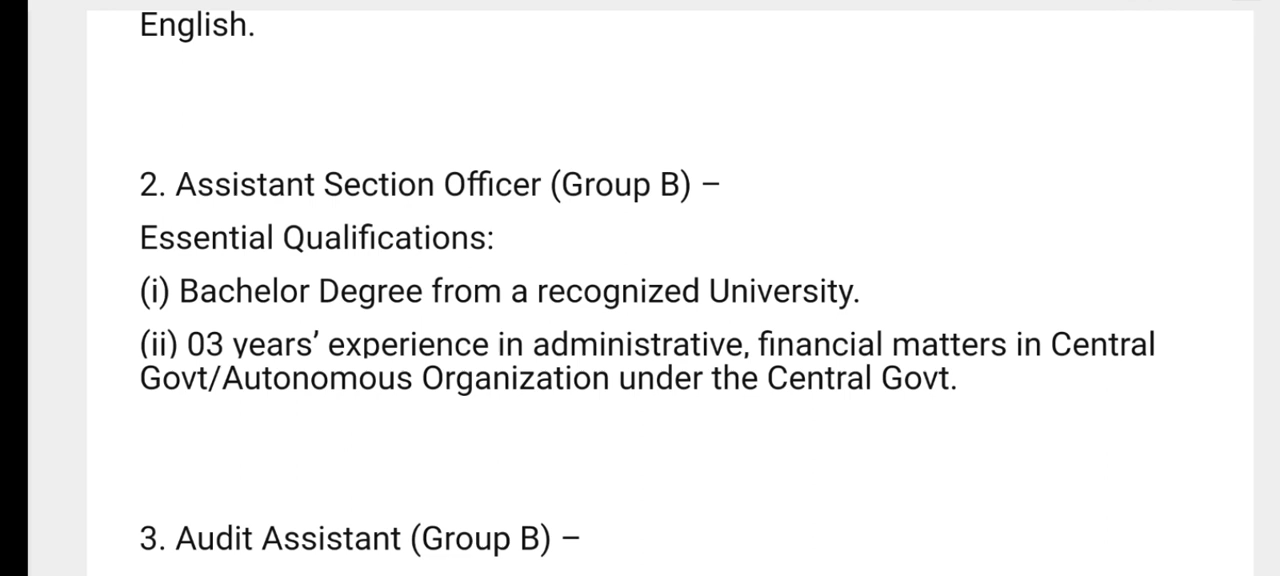 English.
2. Assistant Section Officer (Group B) –
Essential Qualifications:
(i) Bachelor Degree from a recognized University.
(ii) 03 years’ experience in administrative, financial matters in Central
Govt/Autonomous Organization under the Central Govt.
3. Audit Assistant (Group B) –